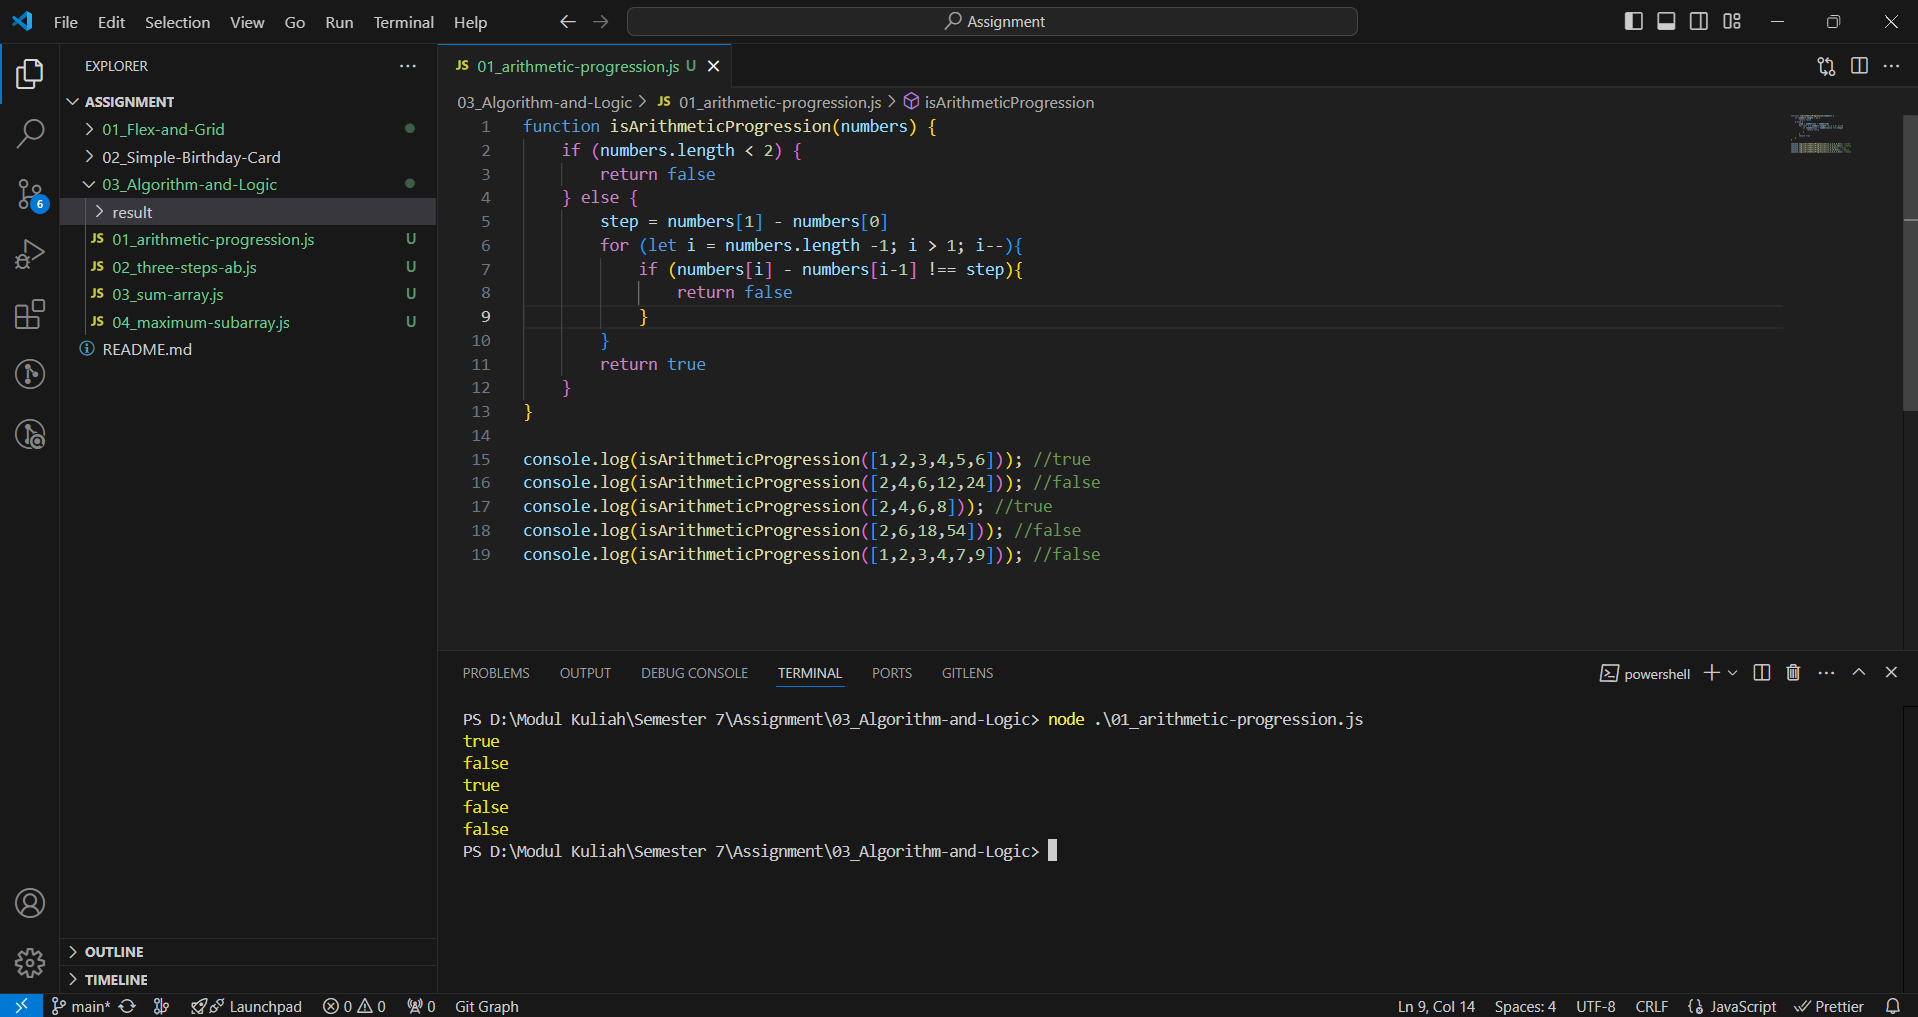 File Edit Selection View Go Run Terminal Help
Assignment
EXPLORER
ASSIGNMENT
01_Flex-and-Grid
02_Simple-Birthday-Card
03_Algorithm-and-Logic
result
JS 01_arithmetic-progression.js U
JS 02_three-steps-ab.js U
JS 03_sum-array.js U
JS 04_maximum-subarray.js U
README.md
6
OUTLINE
TIMELINE
JS 01_arithmetic-progression.js U
03_Algorithm-and-Logic > JS 01_arithmetic-progression.js > isArithmeticProgression
1 function isArithmeticProgression(numbers) {
2 if (numbers.length < 2) {
3 return false
4 } else {
5 step = numbers[1] - numbers[0]
6 for (let i = numbers.length -1; i > 1; i--){
7 if (numbers[i] - numbers[i-1] !== step){
8 return false
9 }
10 }
11 return true
12 }
13 }
14
15 console.log(isArithmeticProgression([1,2,3,4,5,6])); //true
16 console.log(isArithmeticProgression([2,4,6,12,24])); //false
17 console.log(isArithmeticProgression([2,4,6,8])); //true
18 console.log(isArithmeticProgression([2,6,18,54])); //false
19 console.log(isArithmeticProgression([1,2,3,4,7,9])); //false
PROBLEMS OUTPUT DEBUG CONSOLE TERMINAL PORTS GITLENS
powershell
PS D:\Modul Kuliah\Semester 7\Assignment\03_Algorithm-and-Logic> node .\01_arithmetic-progression.js
true
false
true
false
false
PS D:\Modul Kuliah\Semester 7\Assignment\03_Algorithm-and-Logic>
main* Launchpad 0 0 0 Git Graph
Ln 9, Col 14 Spaces: 4 UTF-8 CRLF JavaScript Prettier